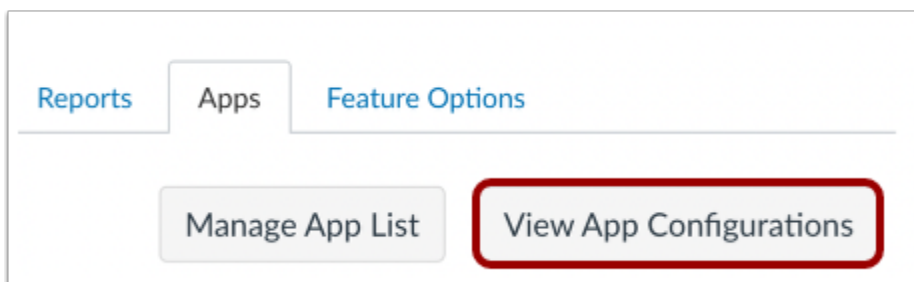 Reports Apps Feature Options
Manage App List View App Configurations